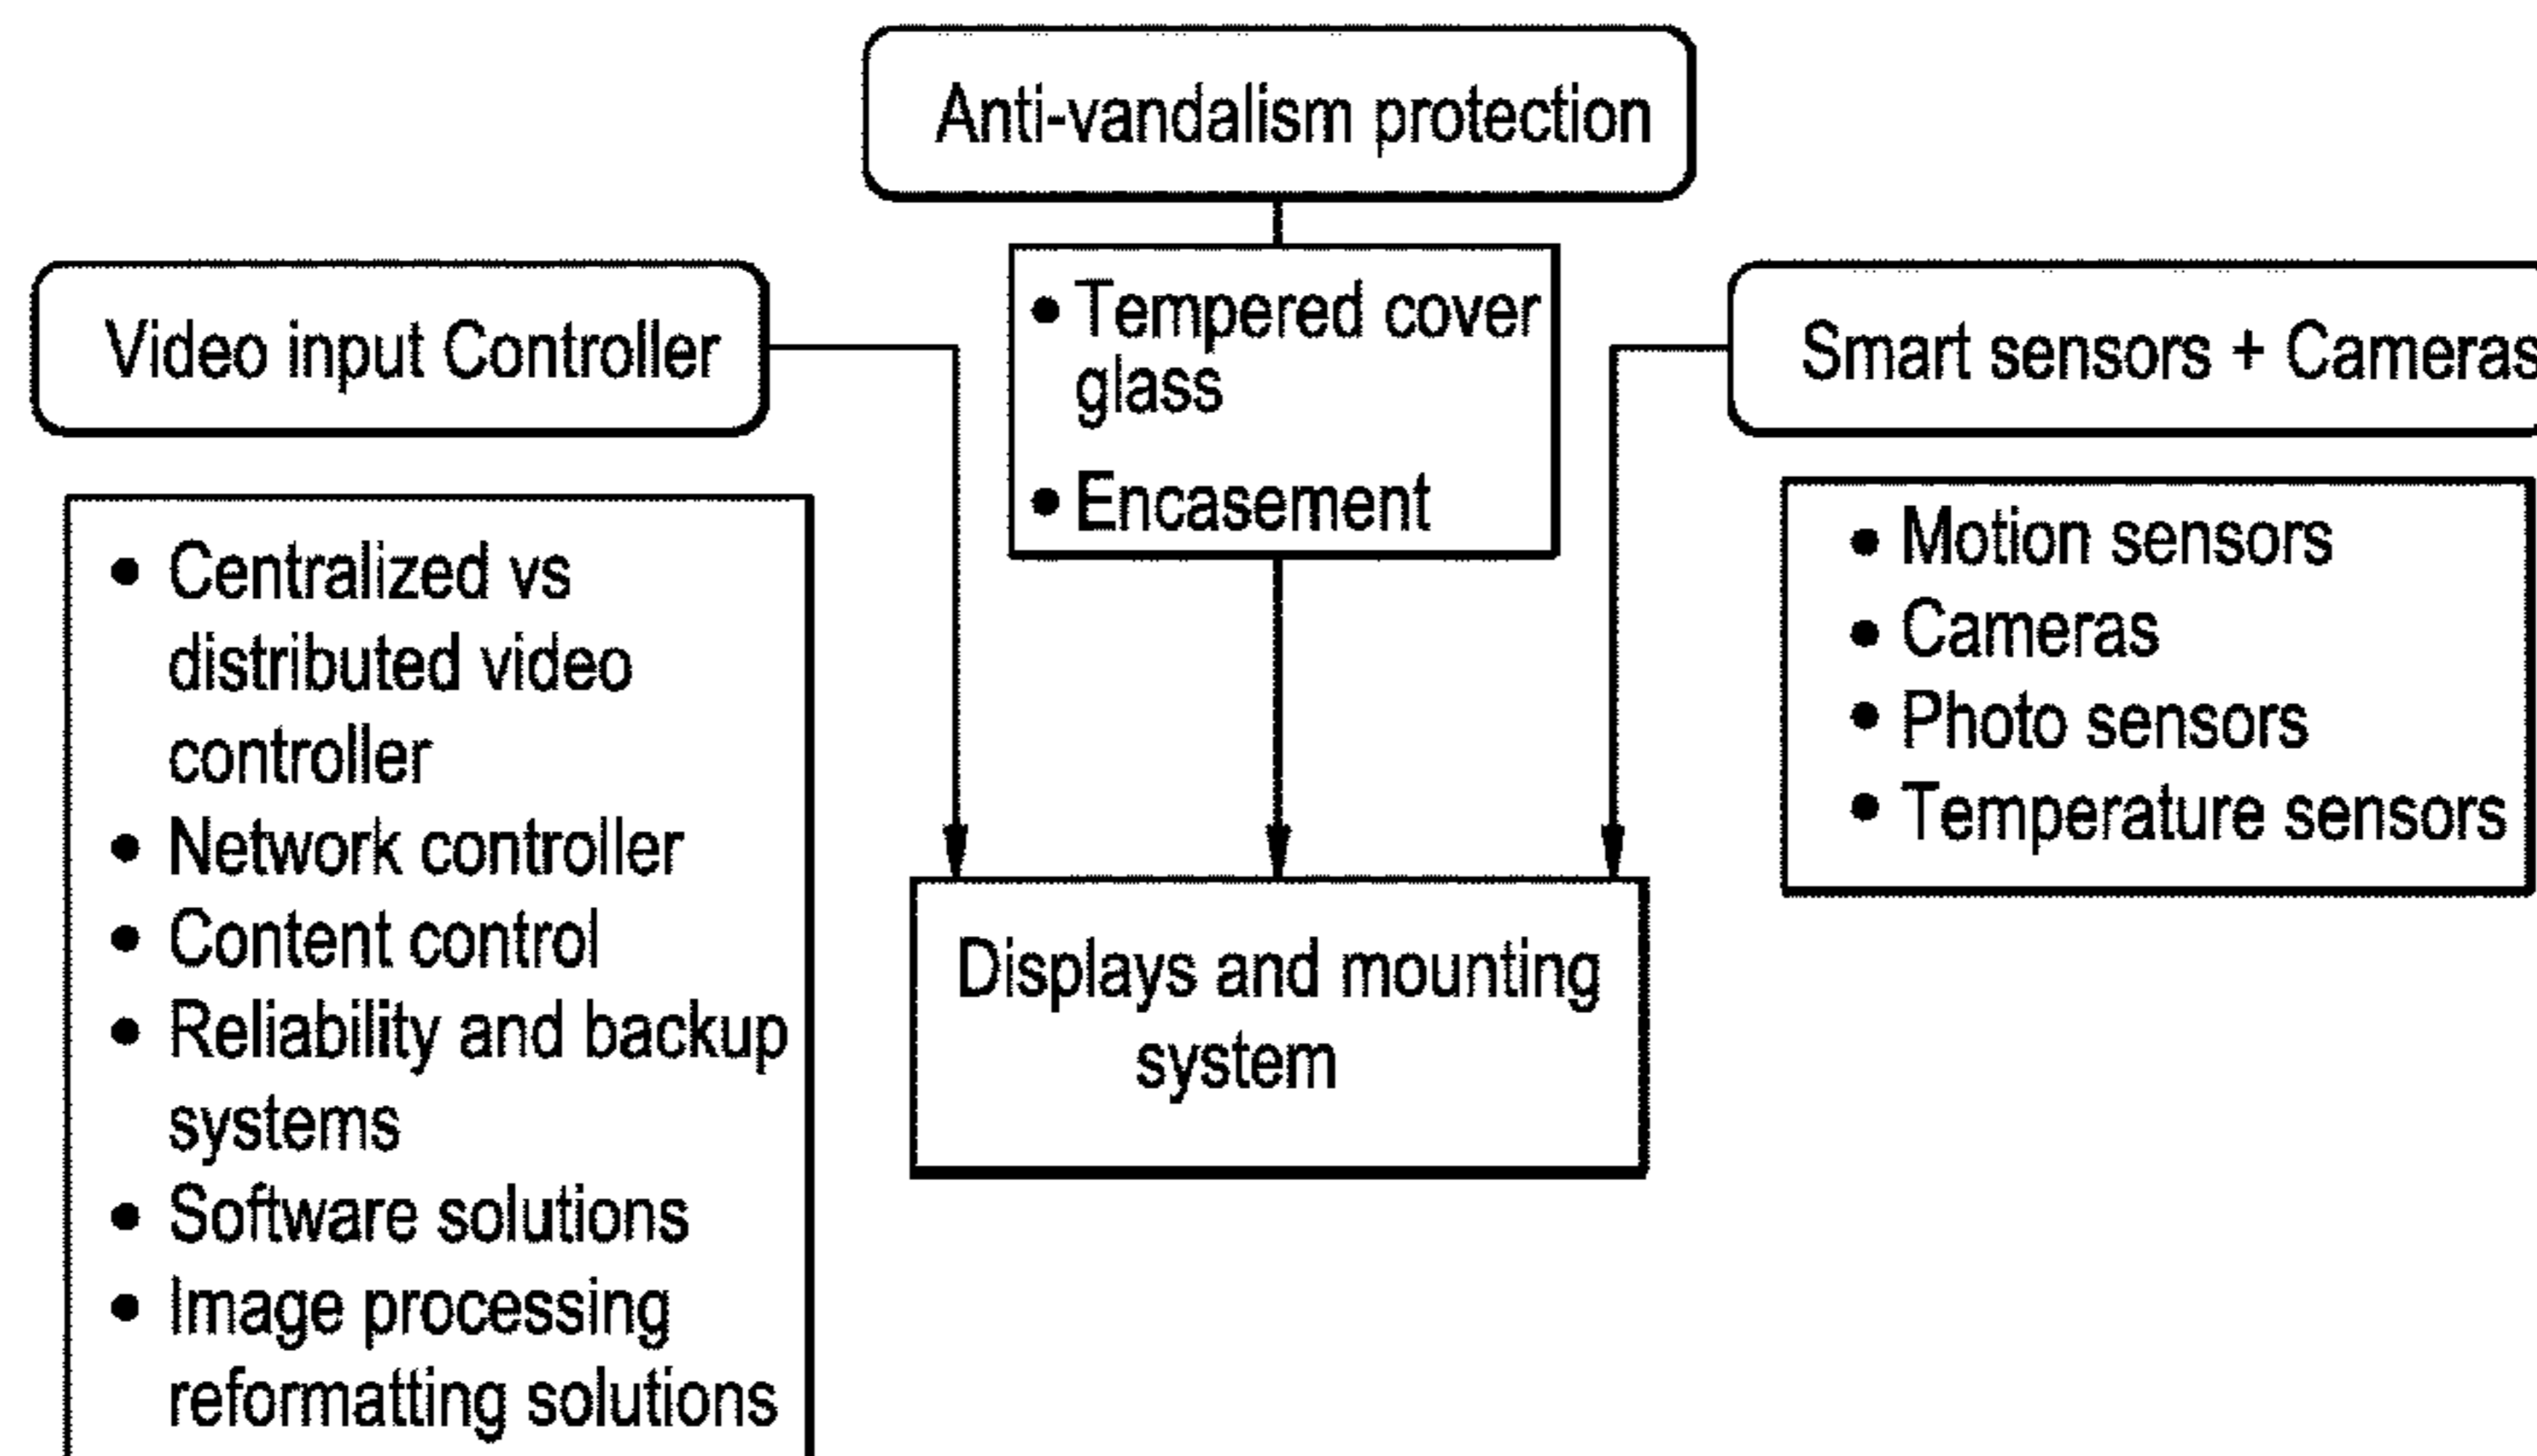 Anti-vandalism protection
Video input Controller
• Tempered cover
glass
• Encasement
Smart sensors + Cameras
• Centralized vs
distributed video
controller
• Network controller
• Content control
• Reliability and backup
systems
• Software solutions
• Image processing
reformatting solutions
• Motion sensors
• Cameras
• Photo sensors
• Temperature sensors
Displays and mounting
system